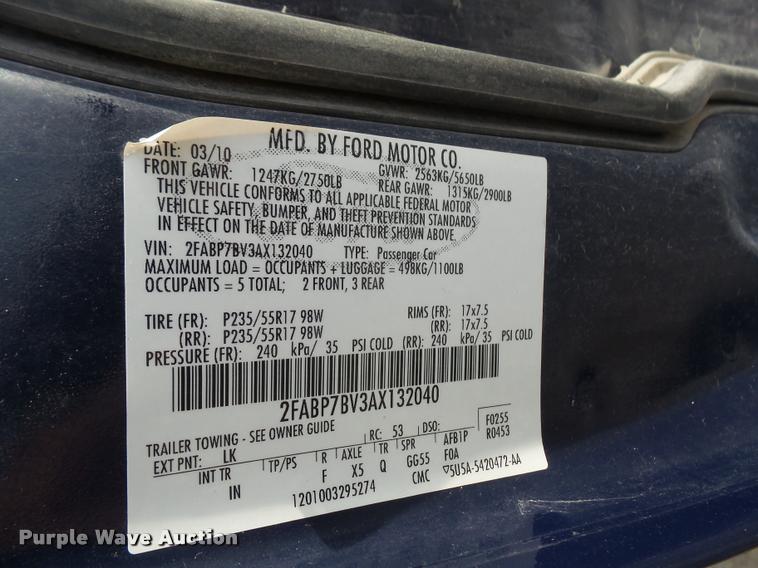 MFD. BY FORD MOTOR CO.
DATE: 03/10 GVWR: 2563KG/5650LB
FRONT GAWR: 1247KG/2750LB REAR GAWR: 1315KG/2900LB
THIS VEHICLE CONFORMS TO ALL APPLICABLE FEDERAL MOTOR
VEHICLE SAFETY, BUMPER, AND THEFT PREVENTION STANDARDS
IN EFFECT ON THE DATE OF MANUFACTURE SHOWN ABOVE.
VIN: 2FABP7BV3AX132040 TYPE: Passenger Car
MAXIMUM LOAD = OCCUPANTS + LUGGAGE = 498KG/1100LB
OCCUPANTS = 5 TOTAL; 2 FRONT, 3 REAR
TIRE (FR): P235/55R17 98W RIMS (FR): 17x7.5
(RR): P235/55R17 98W (RR): 17x7.5
PRESSURE (FR): 240 kPa/ 35 PSI COLD (RR): 240 kPa/ 35 PSI COLD
2FABP7BV3AX132040
TRAILER TOWING - SEE OWNER GUIDE F0255
EXT PNT: LK RC: 53 DSO: AFB1P R0453
INT TR TP/PS R AXLE TR SPR F0A
IN F X5 Q GG55 CMC ▽5U5A-5420472-AA
1201003295274
Purple Wave Auction